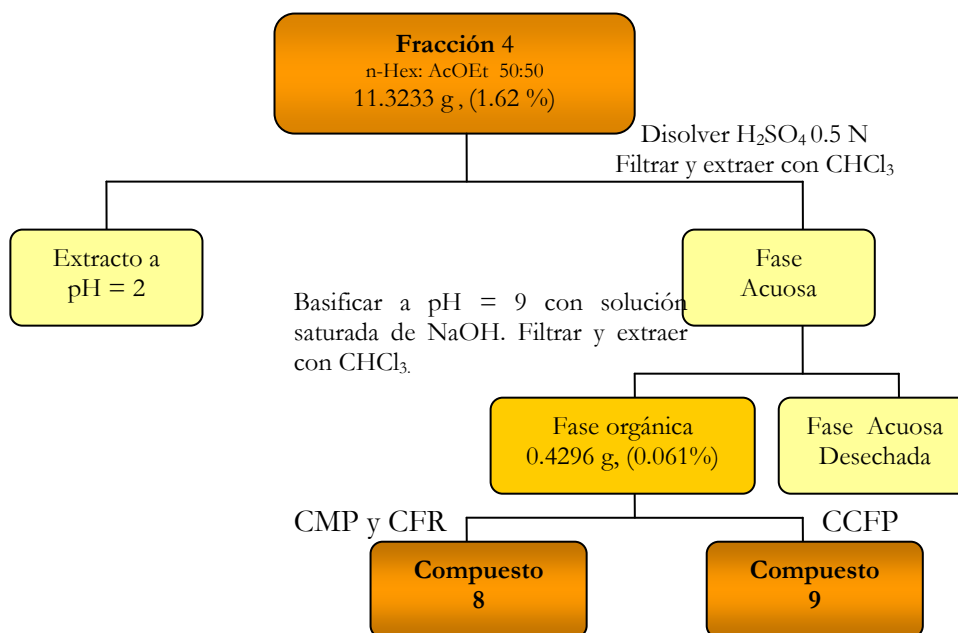 Fracción 4
n-Hex: AcOEt 50:50
11.3233 g , (1.62 %)
Disolver H₂SO₄ 0.5 N
Filtrar y extraer con CHCl₃
Extracto a
pH = 2
Fase
Acuosa
Basificar a pH = 9 con solución
saturada de NaOH. Filtrar y extraer
con CHCl₃.
Fase orgánica
0.4296 g, (0.061%)
Fase Acuosa
Desechada
CMP y CFR
CCFP
Compuesto
8
Compuesto
9